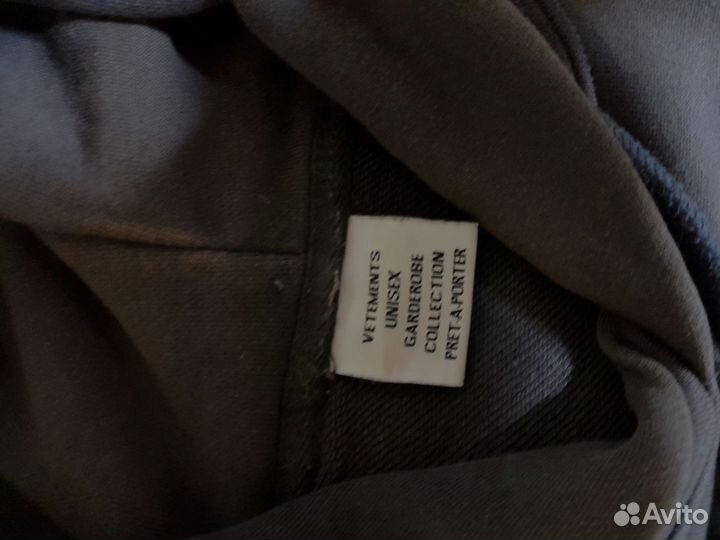 VETEMENTS
UNISEX
GARDEROBE
COLLECTION
PRET-A-PORTER
Avito